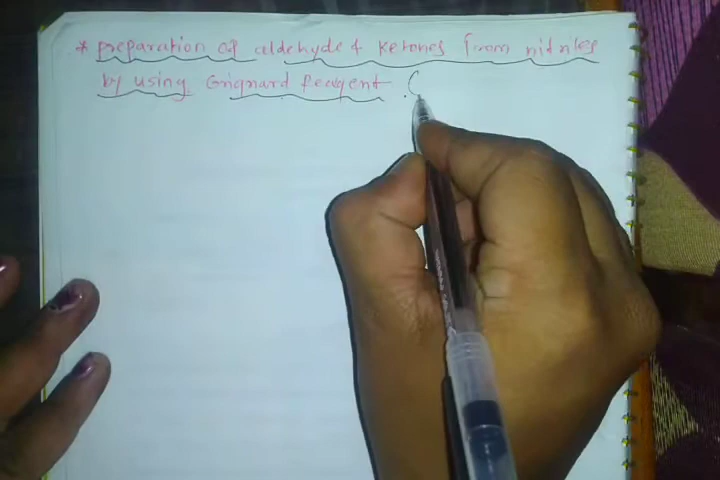 * preparation of aldehyde & ketones from nitriles
by using Grignard Reagent . (